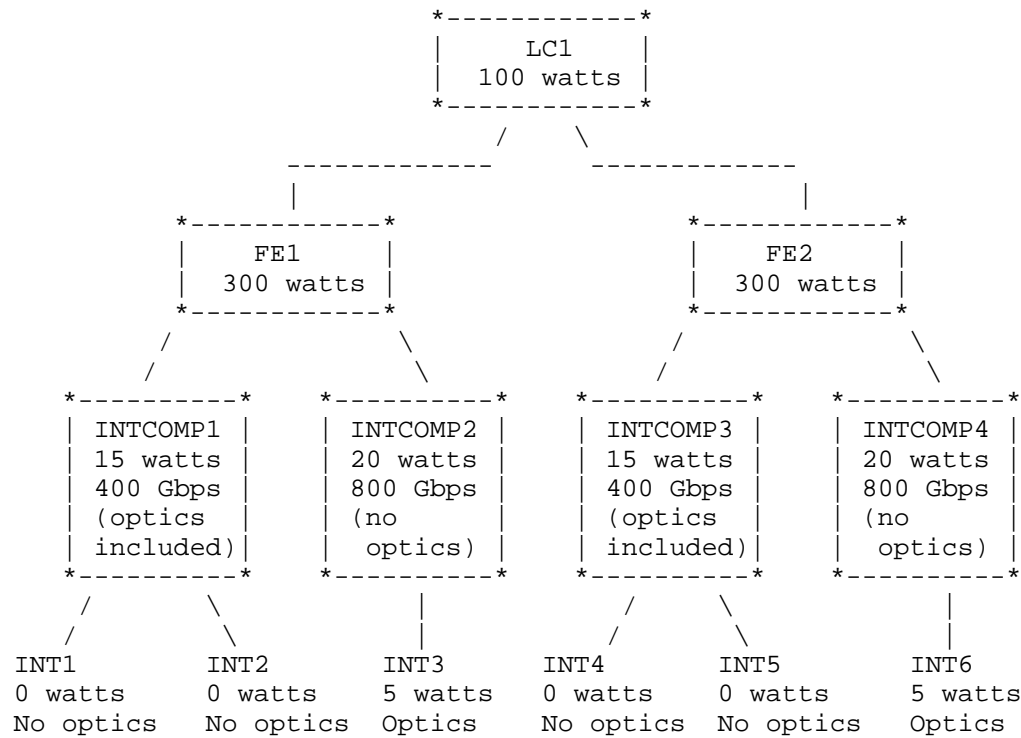 LC1
100 watts
FE1 FE2
300 watts 300 watts
INTCOMP1 INTCOMP2 INTCOMP3 INTCOMP4
15 watts 20 watts 15 watts 20 watts
400 Gbps 800 Gbps 400 Gbps 800 Gbps
(optics (no (optics (no
included) optics) included) optics)
INT1 INT2 INT3 INT4 INT5 INT6
0 watts 0 watts 5 watts 0 watts 0 watts 5 watts
No optics No optics Optics No optics No optics Optics